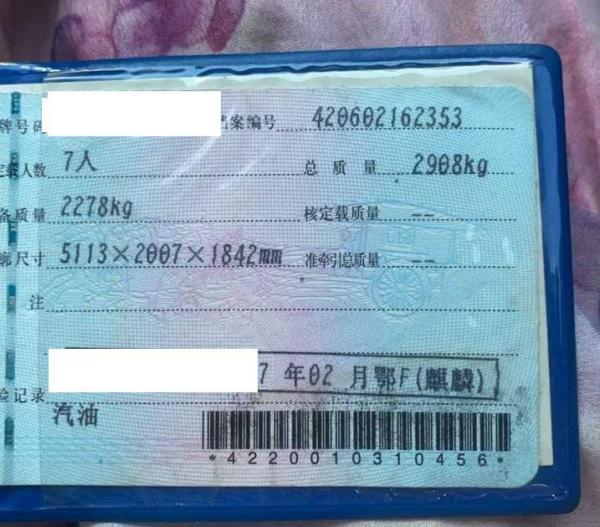 牌号码 档案编号 420602162353
定载人数 7人 总质量 2908kg
备质量 2278kg 核定载质量 --
廓尺寸 5113×2007×1842mm 准牵引总质量 --
注
验记录 7 年02 月鄂F(麒麟)
汽油
*4220010310456*